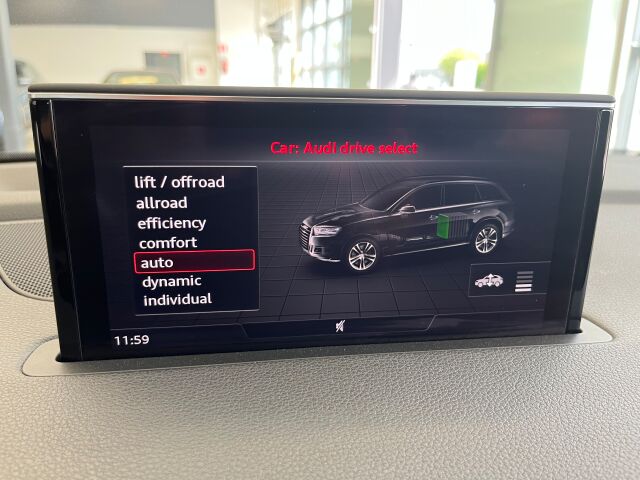 Car: Audi drive select
lift / offroad
allroad
efficiency
comfort
auto
dynamic
individual
11:59